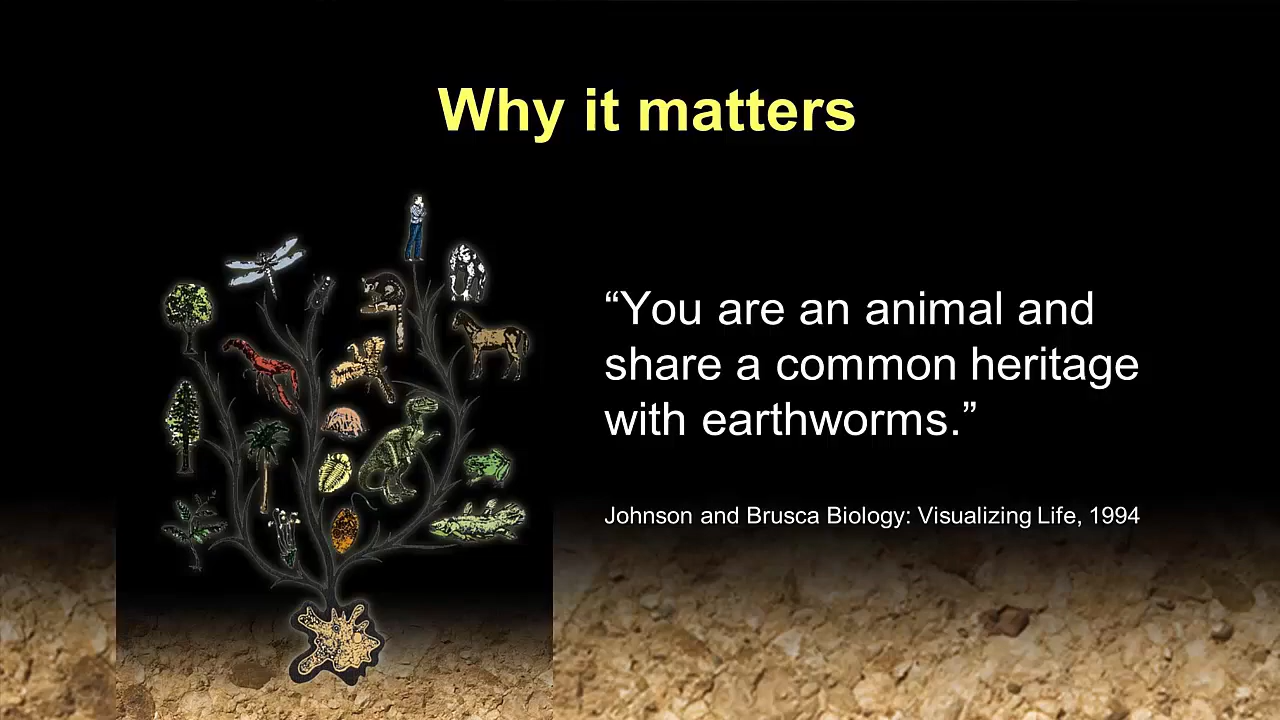 Why it matters
“You are an animal and
share a common heritage
with earthworms.”
Johnson and Brusca Biology: Visualizing Life, 1994